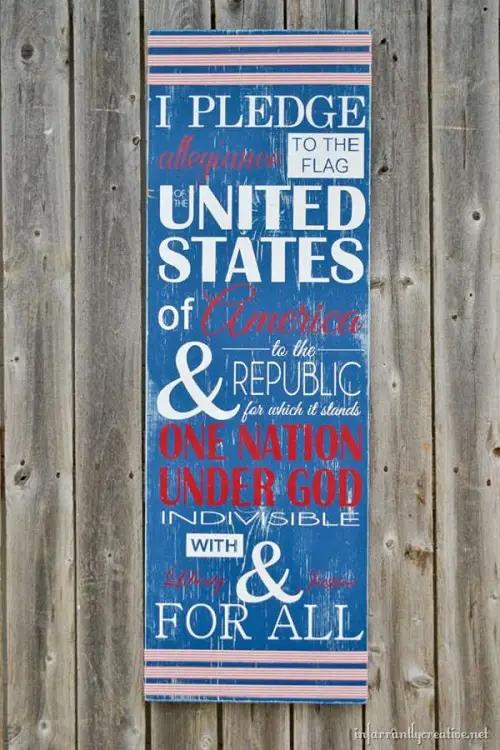 I PLEDGE
allegiance TO THE FLAG
OF THE UNITED
STATES
of America
& to the
REPUBLIC
for which it stands
ONE NATION
UNDER GOD
INDIVISIBLE
WITH
Liberty & Justice
FOR ALL
infarrantlycreative.net